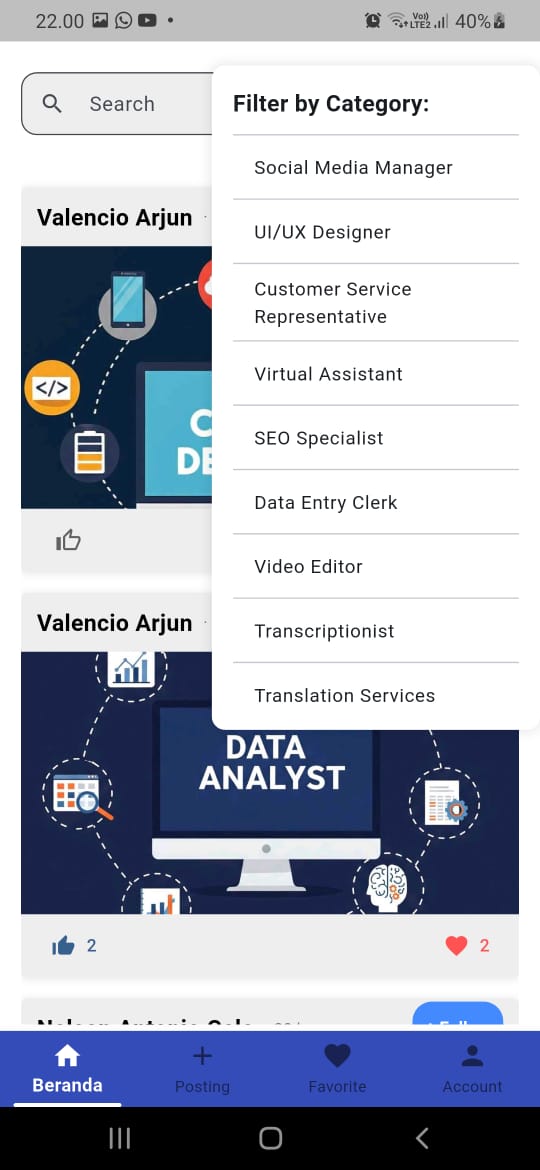 22.00
Vo))
LTE2
40%
Search
Filter by Category:
Social Media Manager
UI/UX Designer
Customer Service
Representative
Virtual Assistant
SEO Specialist
Data Entry Clerk
Video Editor
Transcriptionist
Translation Services
Valencio Arjun
</>
C
DE
Valencio Arjun
DATA
ANALYST
2
2
Beranda
Posting
Favorite
Account